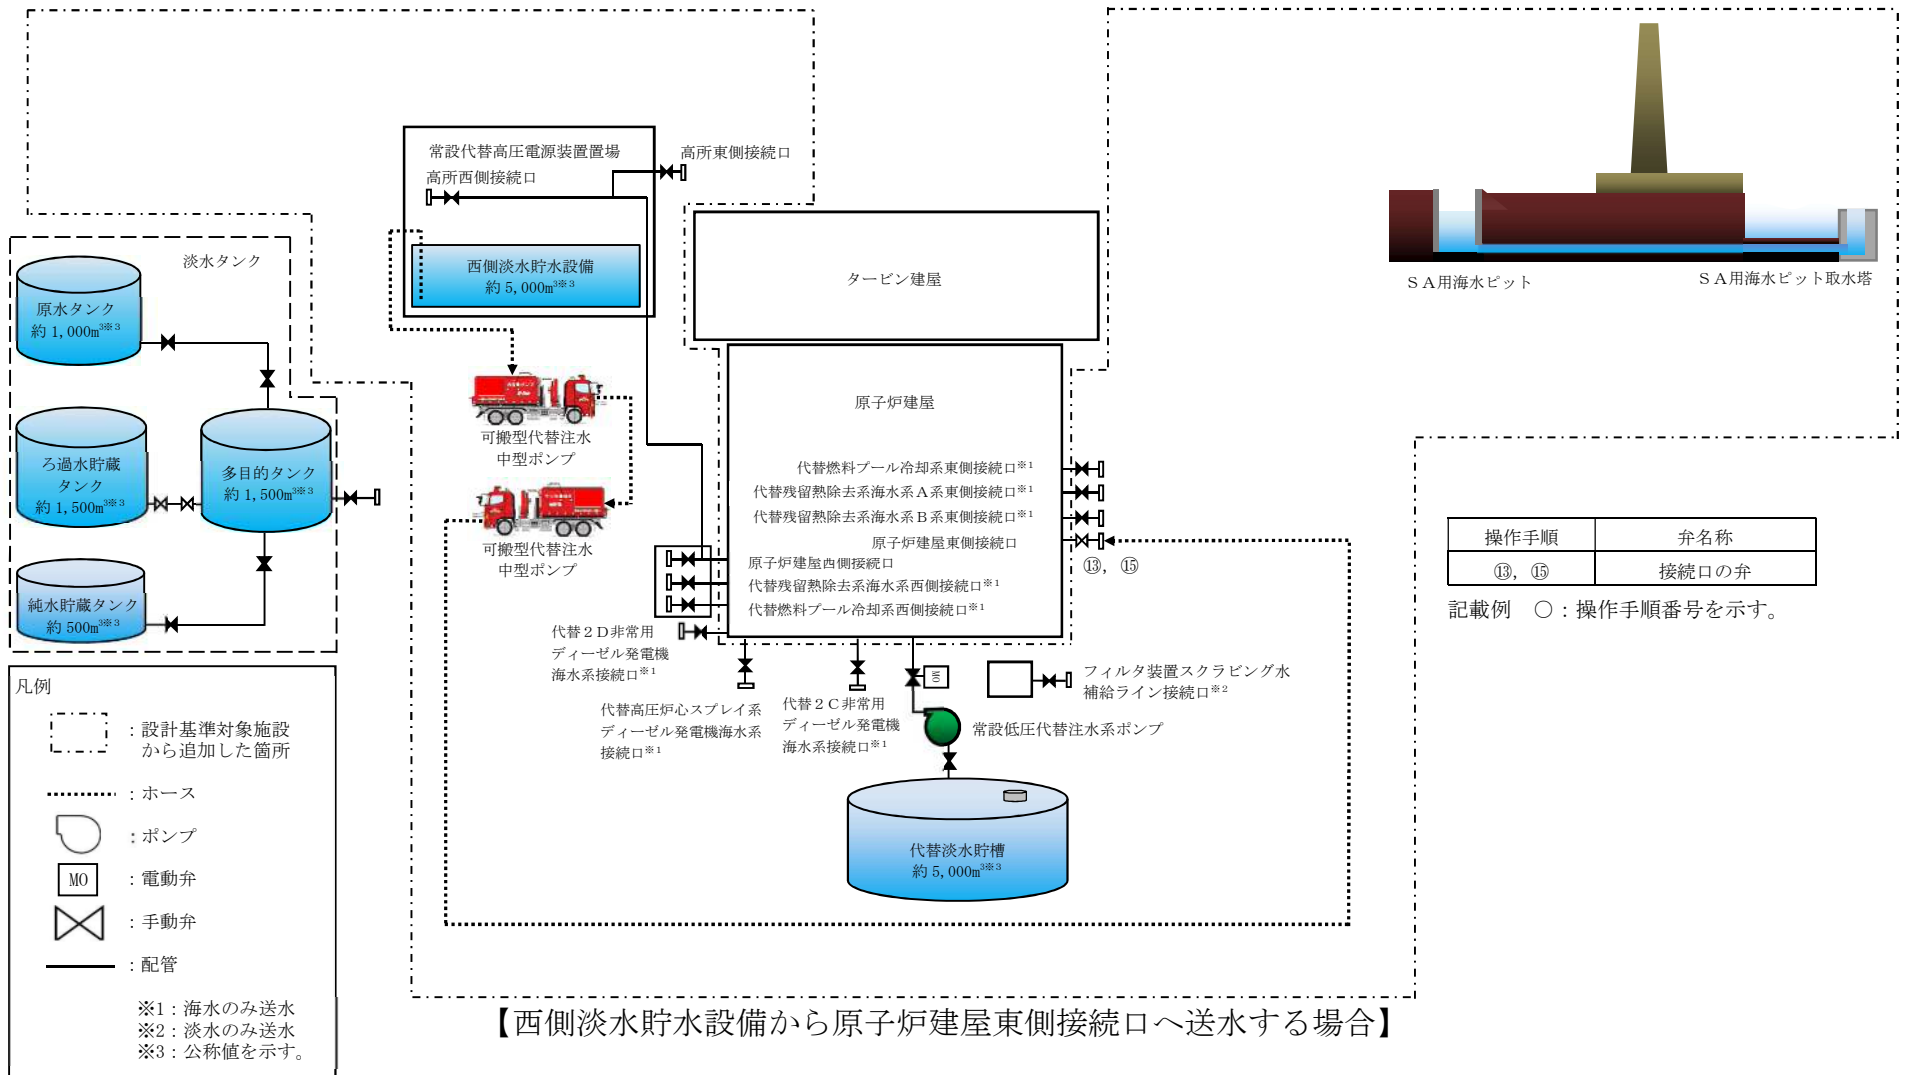 常設代替高圧電源装置置場
高所西側接続口
高所東側接続口
西側淡水貯水設備
約 5,000m³※3
淡水タンク
原水タンク
約 1,000m³※3
ろ過水貯蔵
タンク
約 1,500m³※3
多目的タンク
約 1,500m³※3
純水貯蔵タンク
約 500m³※3
可搬型代替注水
中型ポンプ
可搬型代替注水
中型ポンプ
タービン建屋
原子炉建屋
代替燃料プール冷却系東側接続口※1
代替残留熱除去系海水系A系東側接続口※1
代替残留熱除去系海水系B系東側接続口※1
原子炉建屋東側接続口
⑬, ⑮
原子炉建屋西側接続口
代替残留熱除去系海水系西側接続口※1
代替燃料プール冷却系西側接続口※1
代替2D非常用
ディーゼル発電機
海水系接続口※1
代替高圧炉心スプレイ系
ディーゼル発電機海水系
接続口※1
代替2C非常用
ディーゼル発電機
海水系接続口※1
MO
フィルタ装置スクラビング水
補給ライン接続口※2
常設低圧代替注水系ポンプ
代替淡水貯槽
約 5,000m³※3
SA用海水ピット
SA用海水ピット取水塔
操作手順 弁名称
⑬, ⑮ 接続口の弁
記載例 ○:操作手順番号を示す。
凡例
:設計基準対象施設
から追加した箇所
:ホース
:ポンプ
MO :電動弁
:手動弁
:配管
※1:海水のみ送水
※2:淡水のみ送水
※3:公称値を示す。
【西側淡水貯水設備から原子炉建屋東側接続口へ送水する場合】